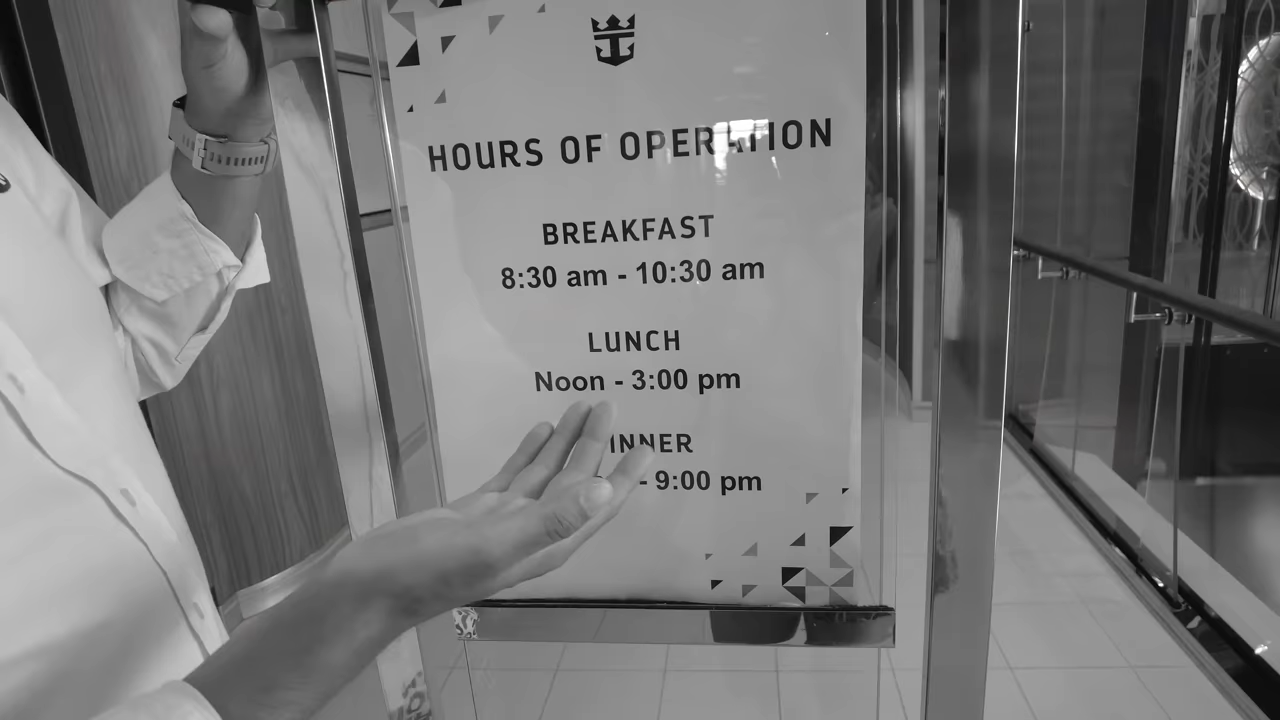 HOURS OF OPERATION
BREAKFAST
8:30 am - 10:30 am
LUNCH
Noon - 3:00 pm
INNER
- 9:00 pm